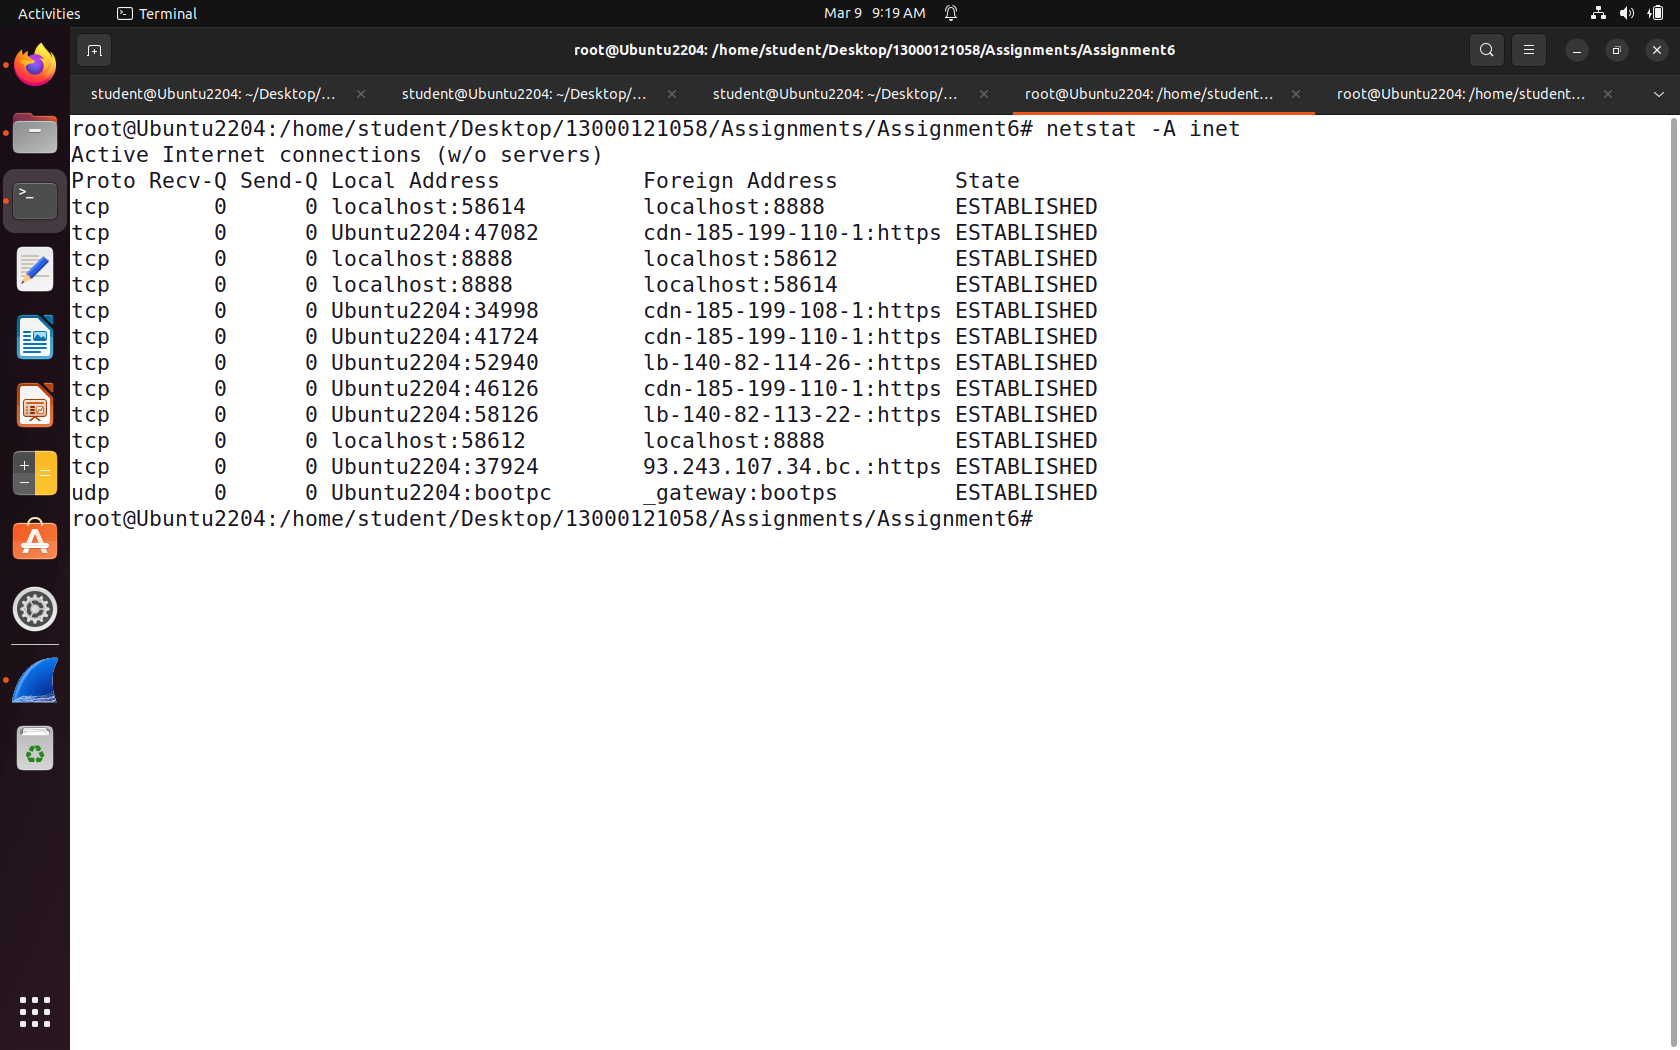 Activities Terminal Mar 9 9:19 AM
root@Ubuntu2204: /home/student/Desktop/13000121058/Assignments/Assignment6
student@Ubuntu2204: ~/Desktop/... student@Ubuntu2204: ~/Desktop/... student@Ubuntu2204: ~/Desktop/... root@Ubuntu2204: /home/student... root@Ubuntu2204: /home/student...
root@Ubuntu2204:/home/student/Desktop/13000121058/Assignments/Assignment6# netstat -A inet
Active Internet connections (w/o servers)
Proto Recv-Q Send-Q Local Address           Foreign Address         State
tcp        0      0 localhost:58614         localhost:8888          ESTABLISHED
tcp        0      0 Ubuntu2204:47082        cdn-185-199-110-1:https ESTABLISHED
tcp        0      0 localhost:8888          localhost:58612         ESTABLISHED
tcp        0      0 localhost:8888          localhost:58614         ESTABLISHED
tcp        0      0 Ubuntu2204:34998        cdn-185-199-108-1:https ESTABLISHED
tcp        0      0 Ubuntu2204:41724        cdn-185-199-110-1:https ESTABLISHED
tcp        0      0 Ubuntu2204:52940        lb-140-82-114-26-:https ESTABLISHED
tcp        0      0 Ubuntu2204:46126        cdn-185-199-110-1:https ESTABLISHED
tcp        0      0 Ubuntu2204:58126        lb-140-82-113-22-:https ESTABLISHED
tcp        0      0 localhost:58612         localhost:8888          ESTABLISHED
tcp        0      0 Ubuntu2204:37924        93.243.107.34.bc.:https ESTABLISHED
udp        0      0 Ubuntu2204:bootpc       _gateway:bootps         ESTABLISHED
root@Ubuntu2204:/home/student/Desktop/13000121058/Assignments/Assignment6#